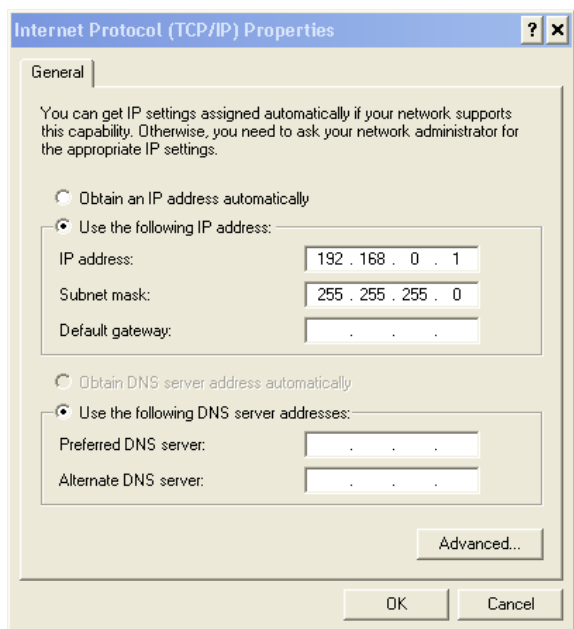 Internet Protocol (TCP/IP) Properties
General
You can get IP settings assigned automatically if your network supports
this capability. Otherwise, you need to ask your network administrator for
the appropriate IP settings.
Obtain an IP address automatically
Use the following IP address:
IP address: 192 . 168 . 0 . 1
Subnet mask: 255 . 255 . 255 . 0
Default gateway: . . .
Obtain DNS server address automatically
Use the following DNS server addresses:
Preferred DNS server: . . .
Alternate DNS server: . . .
Advanced...
OK Cancel